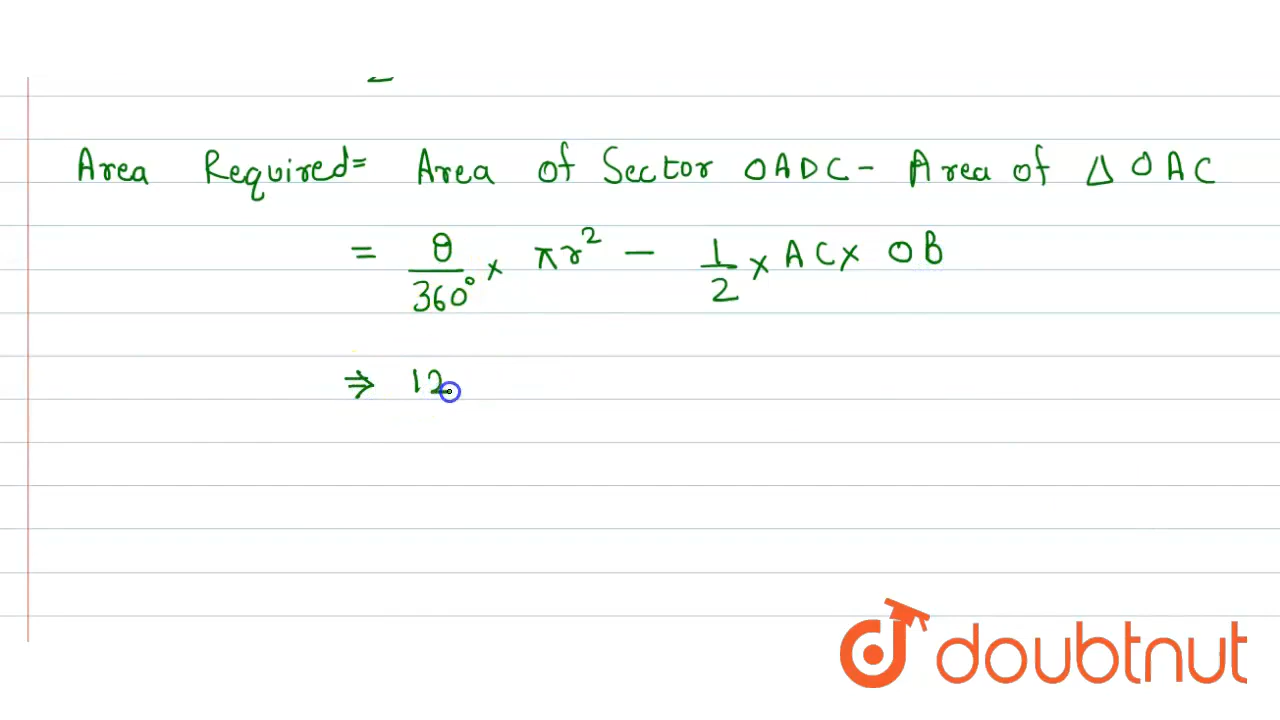 Area Required= Area of Sector OADC - Area of △ OAC
= θ/360° × πr² - 1/2 × AC × OB
⇒ 12
doubtnut